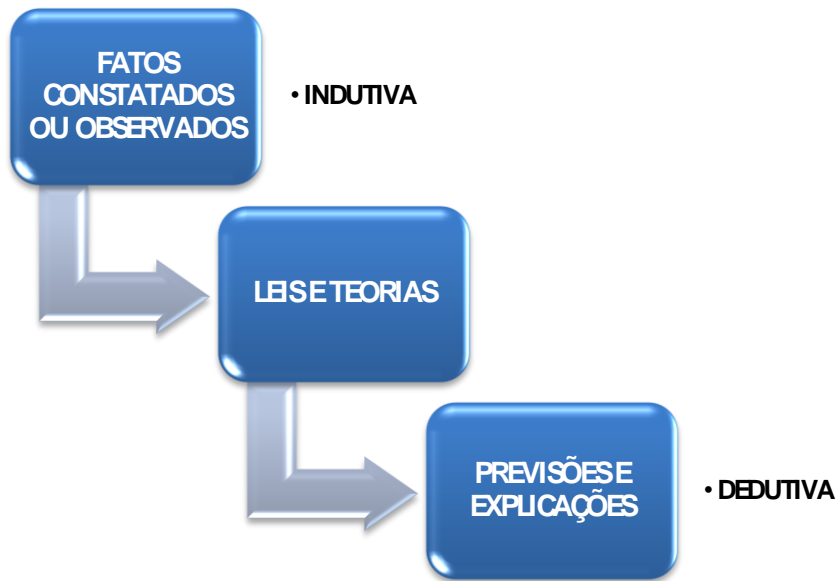 FATOS
CONSTATADOS
OU OBSERVADOS
• INDUTIVA
LEIS E TEORIAS
PREVISÕES E
EXPLICAÇÕES
• DEDUTIVA